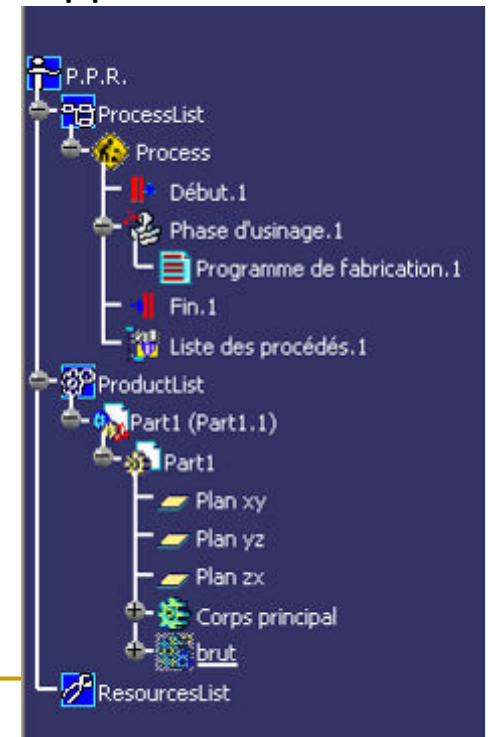 P.P.R.
ProcessList
Process
Début.1
Phase d'usinage.1
Programme de fabrication.1
Fin.1
Liste des procédés.1
ProductList
Part1 (Part1.1)
Part1
Plan xy
Plan yz
Plan zx
Corps principal
brut
ResourcesList